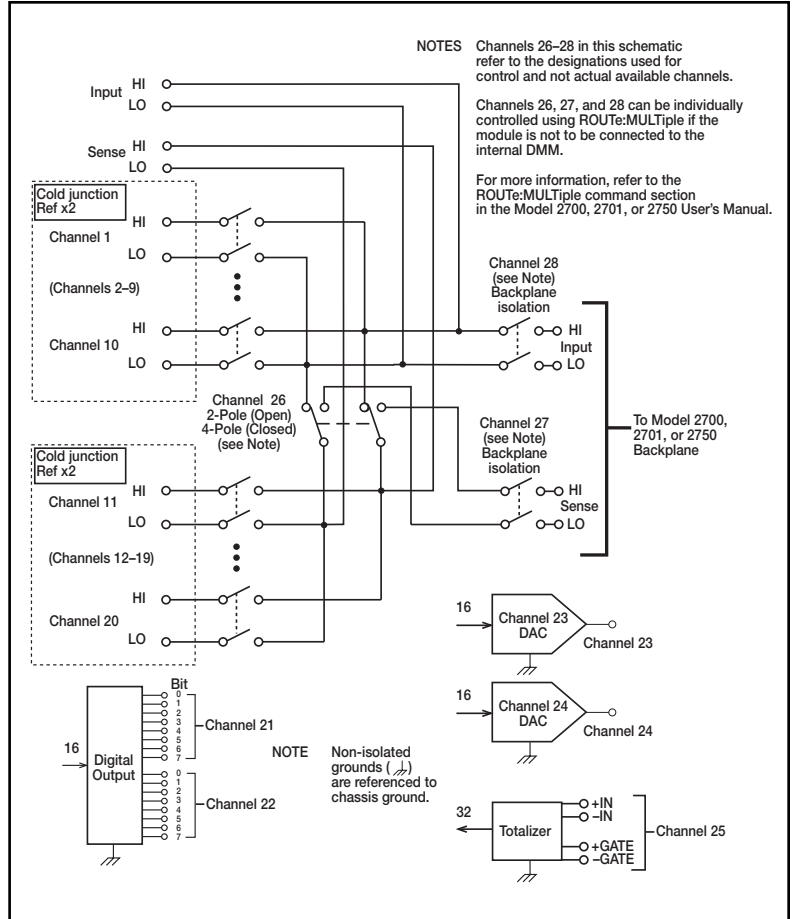 NOTES Channels 26–28 in this schematic
refer to the designations used for
control and not actual available channels.
Channels 26, 27, and 28 can be individually
controlled using ROUTe:MULTiple if the
module is not to be connected to the
internal DMM.
For more information, refer to the
ROUTe:MULTiple command section
in the Model 2700, 2701, or 2750 User's Manual.
Input HI
LO
Sense HI
LO
Cold junction
Ref x2
Channel 1
HI
LO
(Channels 2–9)
Channel 10
HI
LO
Channel 28
(see Note)
Backplane
isolation
HI
Input
LO
Channel 26
2-Pole (Open)
4-Pole (Closed)
(see Note)
Channel 27
(see Note)
Backplane
isolation
HI
Sense
LO
To Model 2700,
2701, or 2750
Backplane
Cold junction
Ref x2
Channel 11
HI
LO
(Channels 12–19)
Channel 20
HI
LO
16
Channel 23
DAC
Channel 23
16
Channel 24
DAC
Channel 24
Bit
16
Digital
Output
0
1
2
3
4
5
6
7
Channel 21
0
1
2
3
4
5
6
7
Channel 22
NOTE Non-isolated
grounds ( )
are referenced to
chassis ground.
32
Totalizer
+IN
–IN
+GATE
–GATE
Channel 25